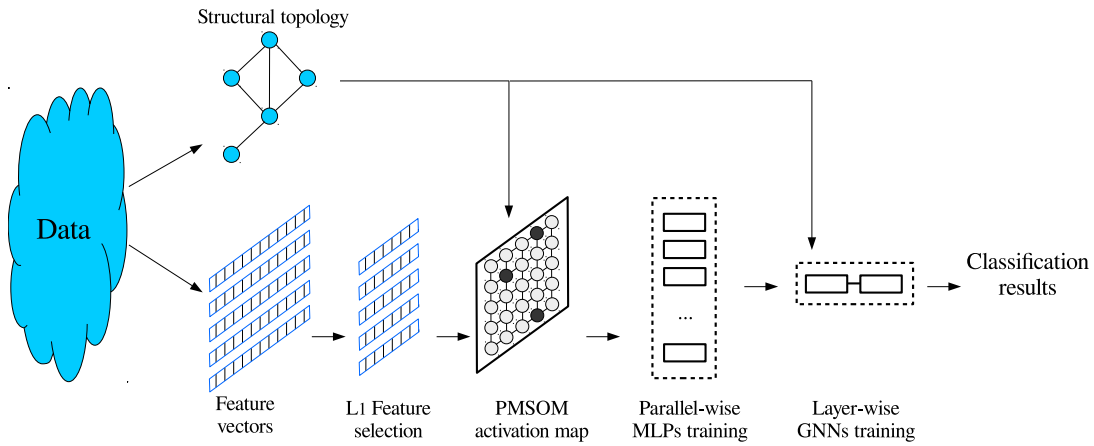 Structural topology
Data
Classification
results
...
Feature
vectors
L1 Feature
selection
PMSOM
activation map
Parallel-wise
MLPs training
Layer-wise
GNNs training